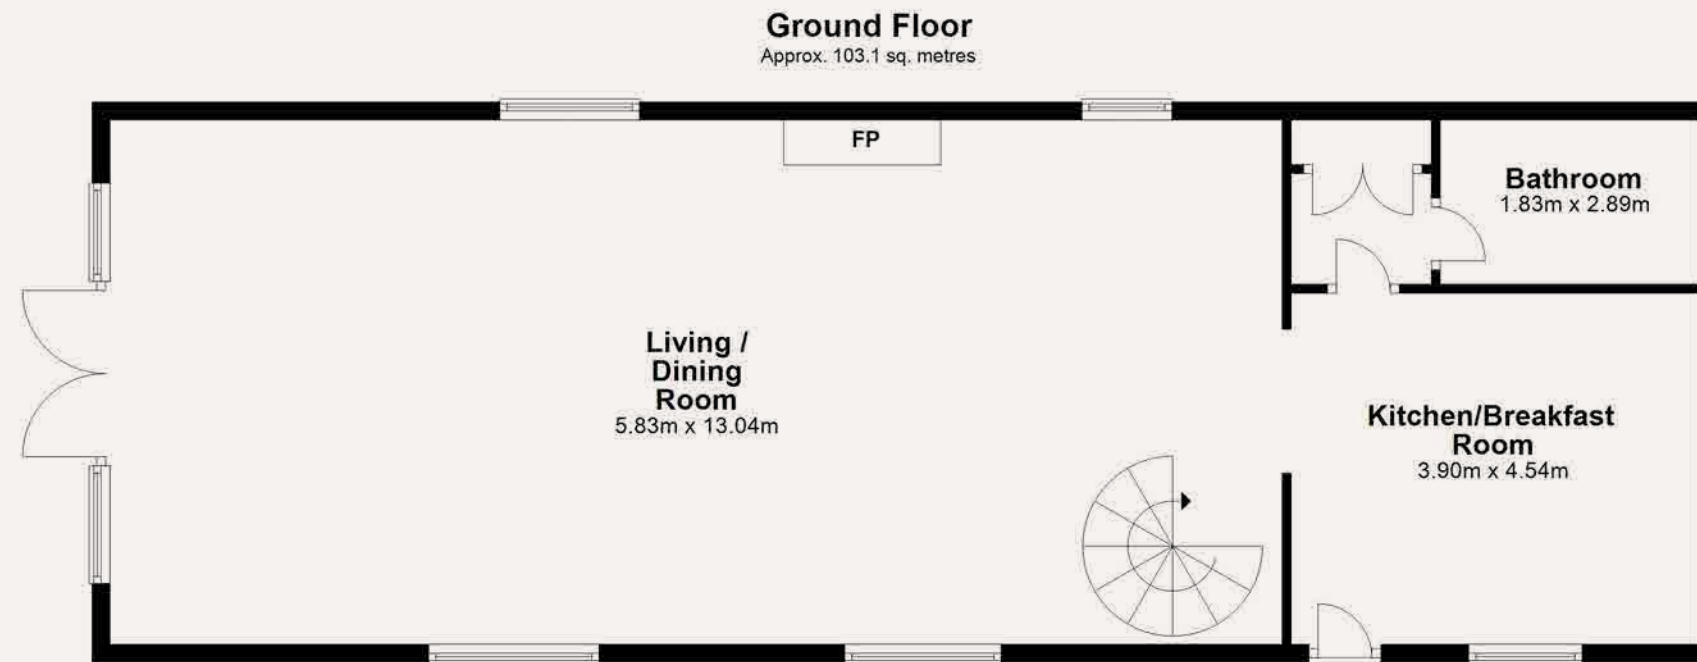 Ground Floor
Approx. 103.1 sq. metres
FP
Bathroom
1.83m x 2.89m
Living /
Dining
Room
5.83m x 13.04m
Kitchen/Breakfast
Room
3.90m x 4.54m